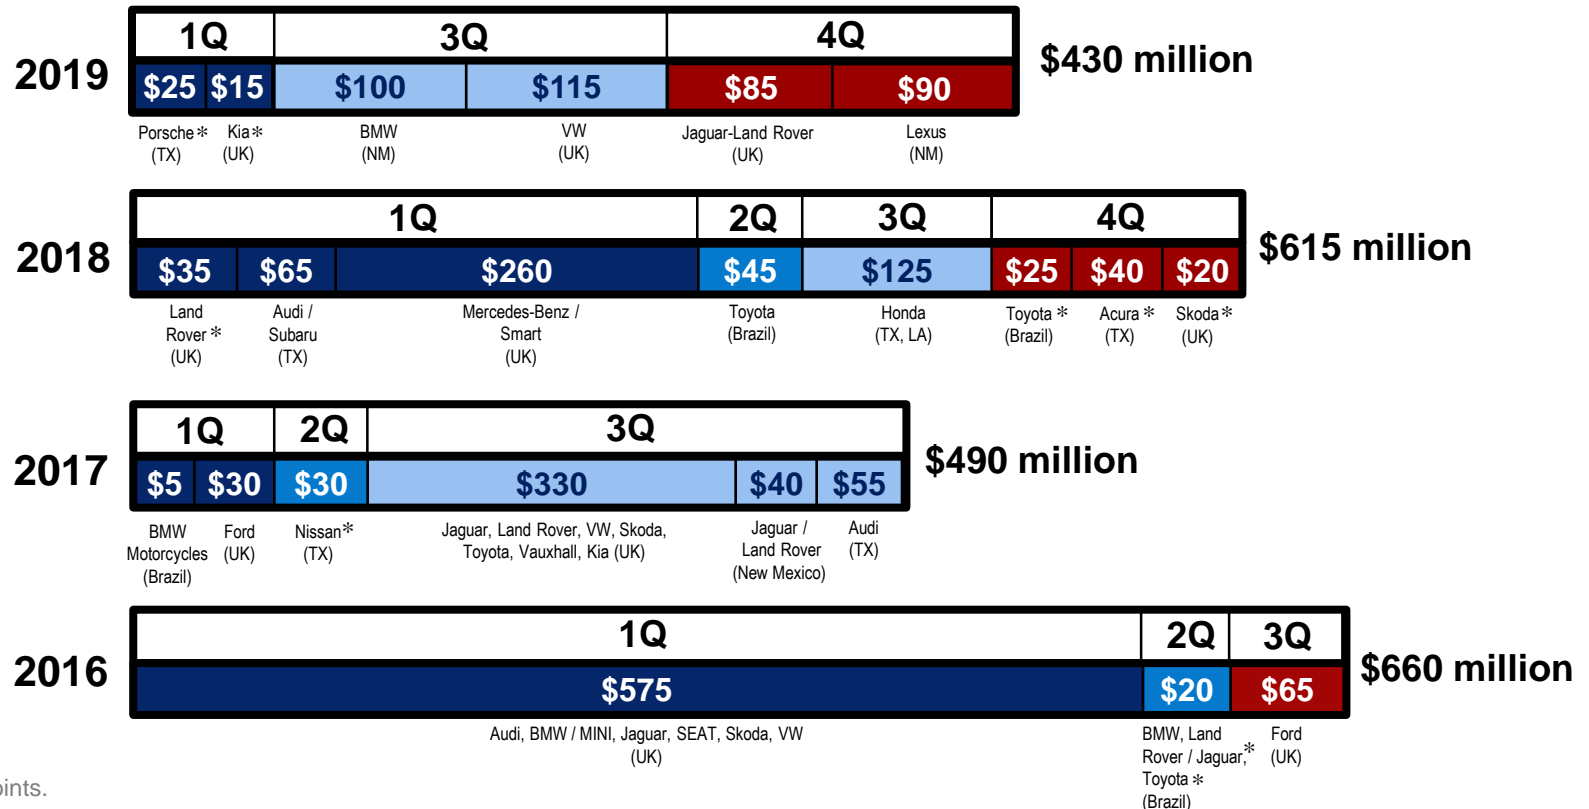 1Q 3Q 4Q
2019 $25 $15 $100 $115 $85 $90 $430 million
Porsche* Kia* BMW VW Jaguar-Land Rover Lexus
(TX) (UK) (NM) (UK) (UK) (NM)
1Q 2Q 3Q 4Q
2018 $35 $65 $260 $45 $125 $25 $40 $20 $615 million
Land Audi / Mercedes-Benz / Toyota Honda Toyota * Acura * Skoda*
Rover * Subaru Smart (Brazil) (TX, LA) (Brazil) (TX) (UK)
(UK) (TX) (UK)
1Q 2Q 3Q
2017 $5 $30 $30 $330 $40 $55 $490 million
BMW Ford Nissan* Jaguar, Land Rover, VW, Skoda, Jaguar / Audi
Motorcycles (UK) (TX) Toyota, Vauxhall, Kia (UK) Land Rover (TX)
(Brazil) (New Mexico)
1Q 2Q 3Q
2016 $575 $20 $65 $660 million
Audi, BMW / MINI, Jaguar, SEAT, Skoda, VW BMW, Land Ford
(UK) Rover / Jaguar,* (UK)
Toyota *
(Brazil)
oints.